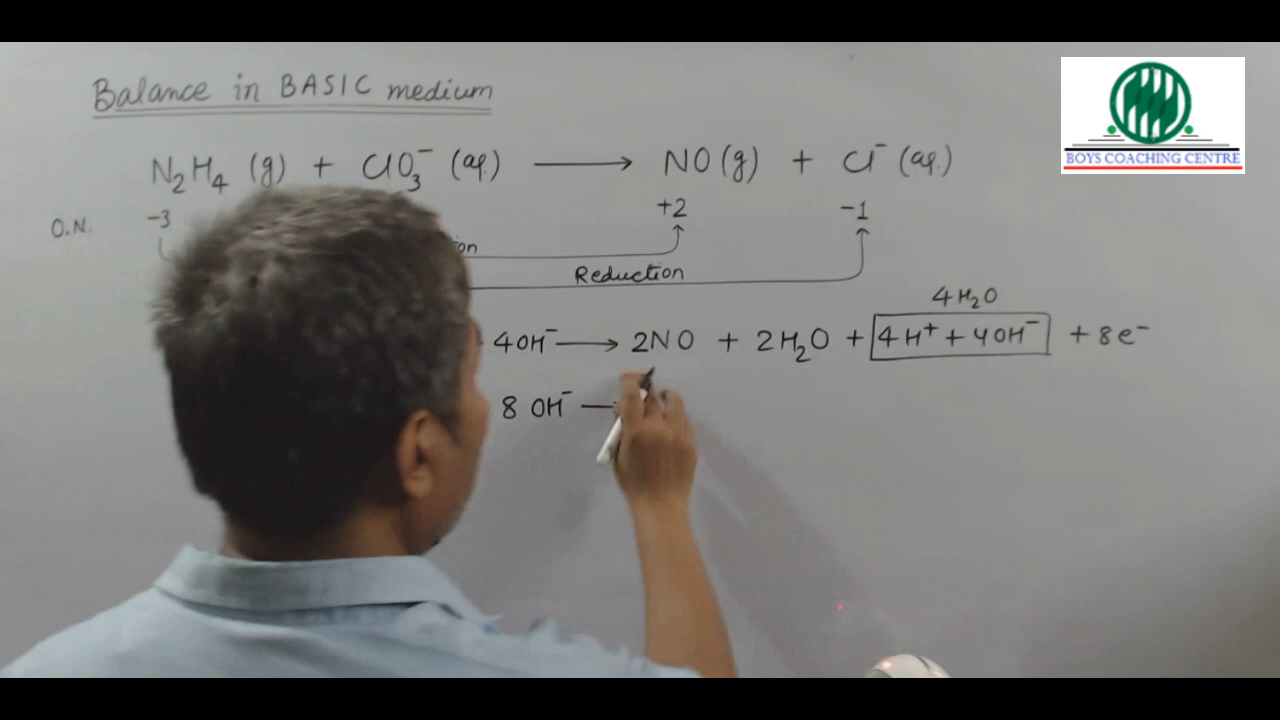 Balance in BASIC medium
BOYS COACHING CENTRE
N₂H₄ (g) + ClO₃⁻ (aq.) ⟶ NO (g) + Cl⁻ (aq.)
O.N. -3 +2 -1
Reduction
4H₂O
4OH⁻ ⟶ 2NO + 2H₂O + 4H⁺ + 4OH⁻ + 8e⁻
8 OH⁻